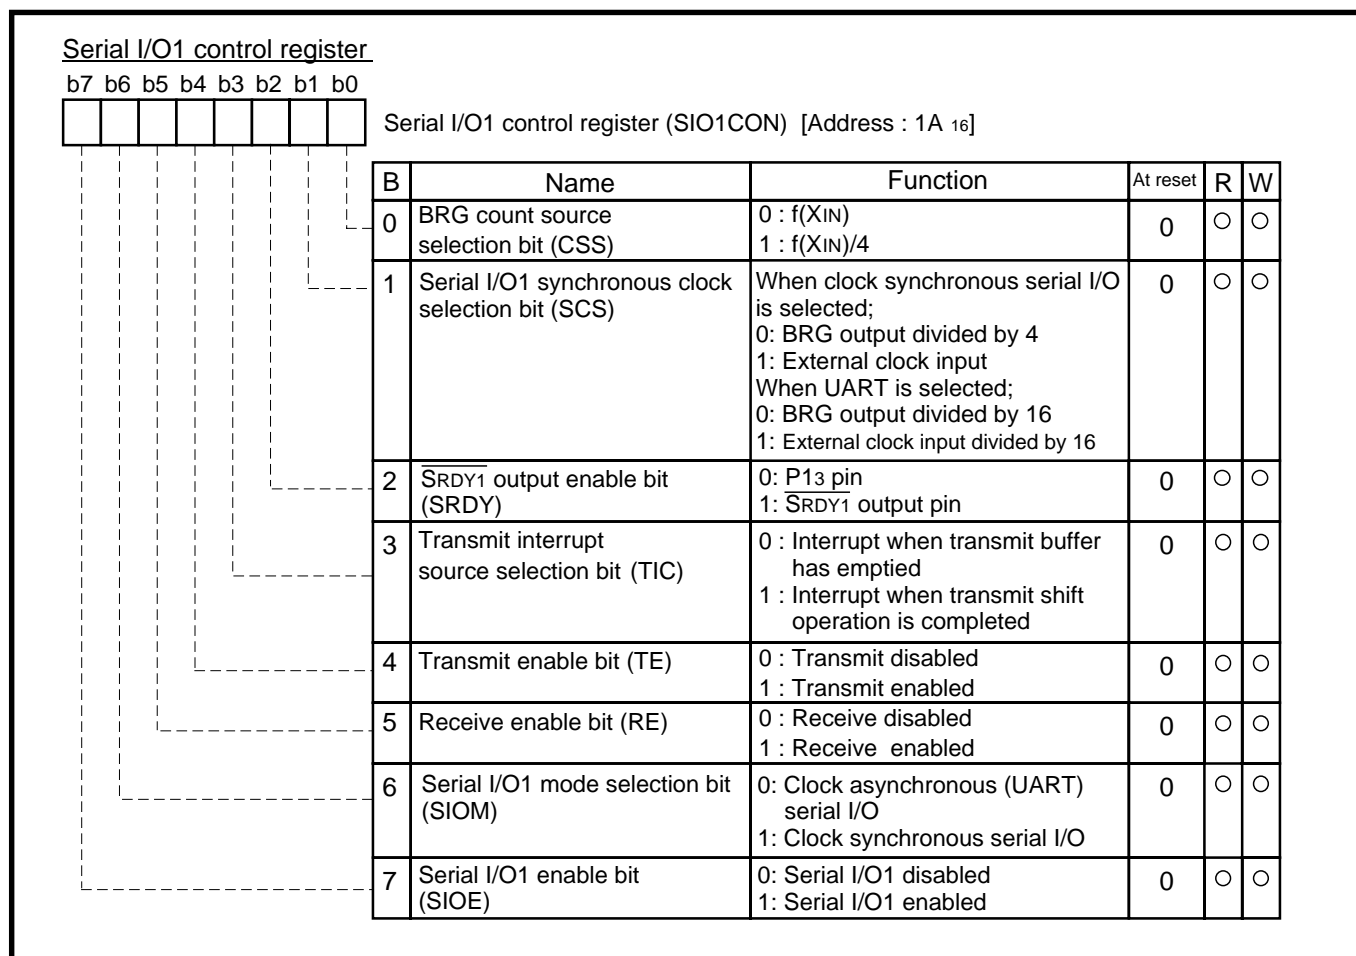 Serial I/O1 control register
b7 b6 b5 b4 b3 b2 b1 b0
Serial I/O1 control register (SIO1CON) [Address : 1A 16]
B Name Function At reset R W
0 BRG count source 0 : f(XIN) 0 ○ ○
selection bit (CSS) 1 : f(XIN)/4
1 Serial I/O1 synchronous clock When clock synchronous serial I/O 0 ○ ○
selection bit (SCS) is selected;
0: BRG output divided by 4
1: External clock input
When UART is selected;
0: BRG output divided by 16
1: External clock input divided by 16
2 S̅R̅D̅Y̅1̅ output enable bit 0: P13 pin 0 ○ ○
(SRDY) 1: S̅R̅D̅Y̅1̅ output pin
3 Transmit interrupt 0 : Interrupt when transmit buffer 0 ○ ○
source selection bit (TIC) has emptied
1 : Interrupt when transmit shift
operation is completed
4 Transmit enable bit (TE) 0 : Transmit disabled 0 ○ ○
1 : Transmit enabled
5 Receive enable bit (RE) 0 : Receive disabled 0 ○ ○
1 : Receive enabled
6 Serial I/O1 mode selection bit 0: Clock asynchronous (UART) 0 ○ ○
(SIOM) serial I/O
1: Clock synchronous serial I/O
7 Serial I/O1 enable bit 0: Serial I/O1 disabled 0 ○ ○
(SIOE) 1: Serial I/O1 enabled